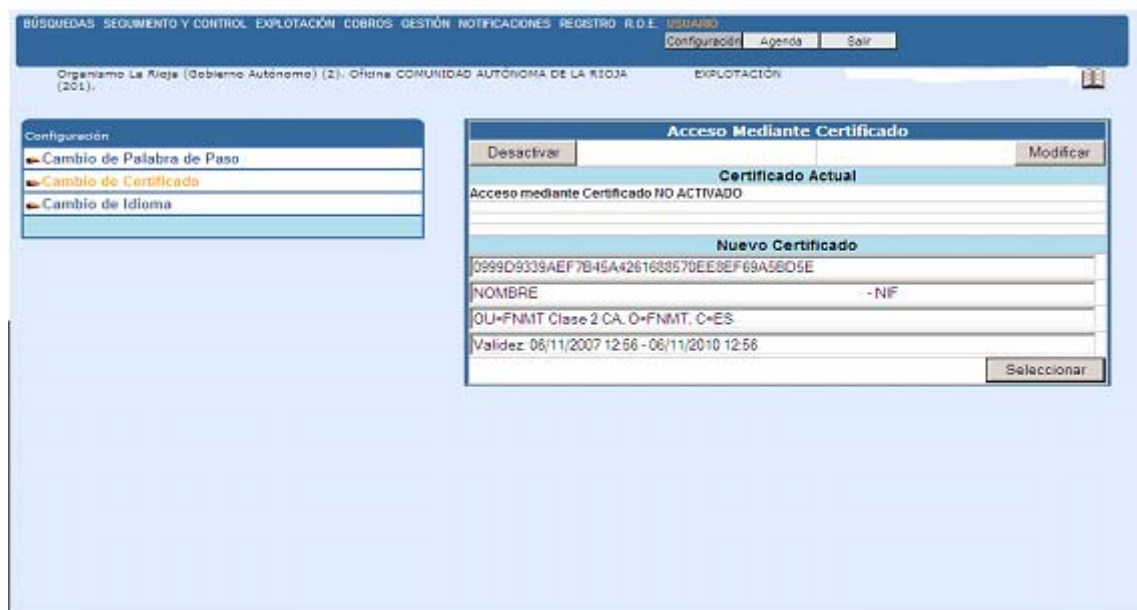 BÚSQUEDAS SEGUIMIENTO Y CONTROL EXPLOTACIÓN COBROS GESTIÓN NOTIFICACIONES REGISTRO R.D.E. USUARIO
Configuración Agenda Salir
Organismo La Rioja (Gobierno Autónomo) (2). Oficina COMUNIDAD AUTÓNOMA DE LA RIOJA EXPLOTACIÓN
(201).
Configuración
Cambio de Palabra de Paso
Cambio de Certificado
Cambio de Idioma
Acceso Mediante Certificado
Desactivar Modificar
Certificado Actual
Acceso mediante Certificado NO ACTIVADO
Nuevo Certificado
0999D9339AEF7B45A4261688570EE8EF69A5BD5E
NOMBRE - NIF
OU=FNMT Clase 2 CA, O=FNMT, C=ES
Validez: 06/11/2007 12:56 - 06/11/2010 12:56
Seleccionar